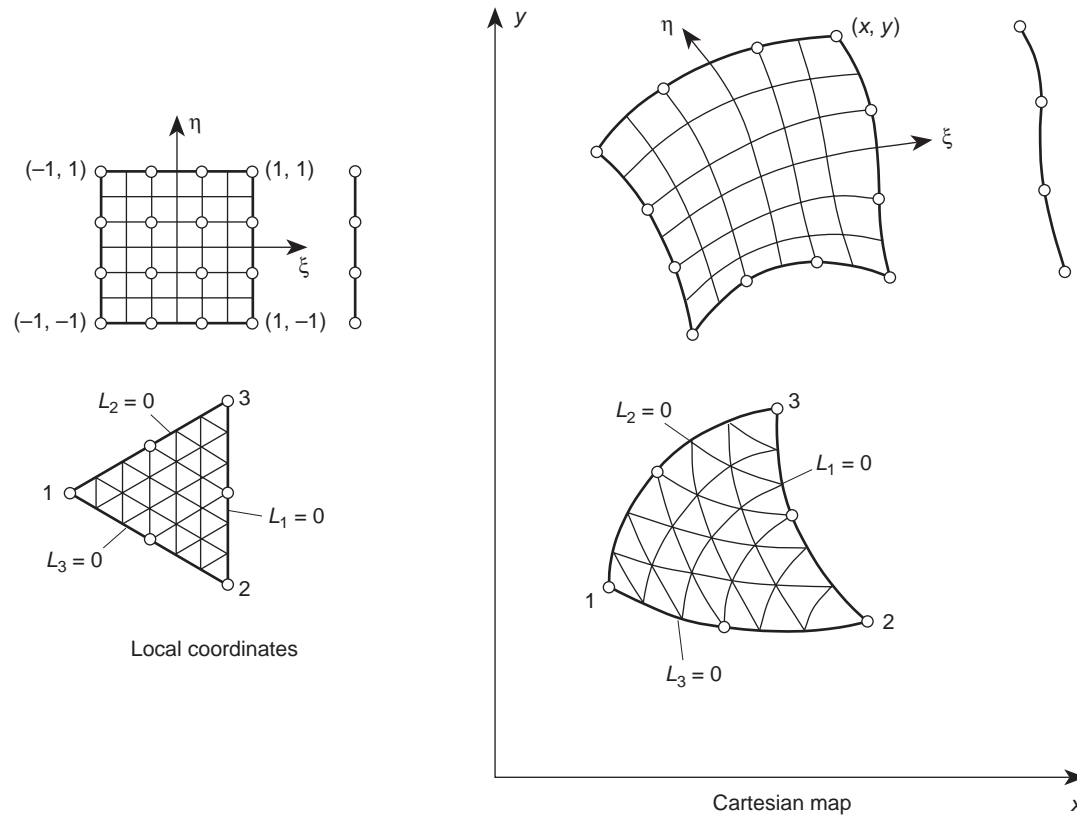 η
(–1, 1)
(1, 1)
ξ
(–1, –1)
(1, –1)
L2 = 0
3
1
L1 = 0
L3 = 0
2
Local coordinates
y
η
(x, y)
ξ
L2 = 0
3
L1 = 0
1
2
L3 = 0
Cartesian map
x